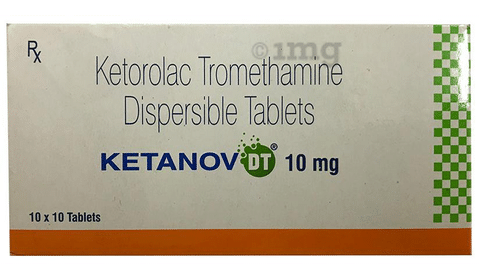 ©1mg
Rx
Ketorolac Tromethamine
Dispersible Tablets
KETANOV DT® 10 mg
10 x 10 Tablets